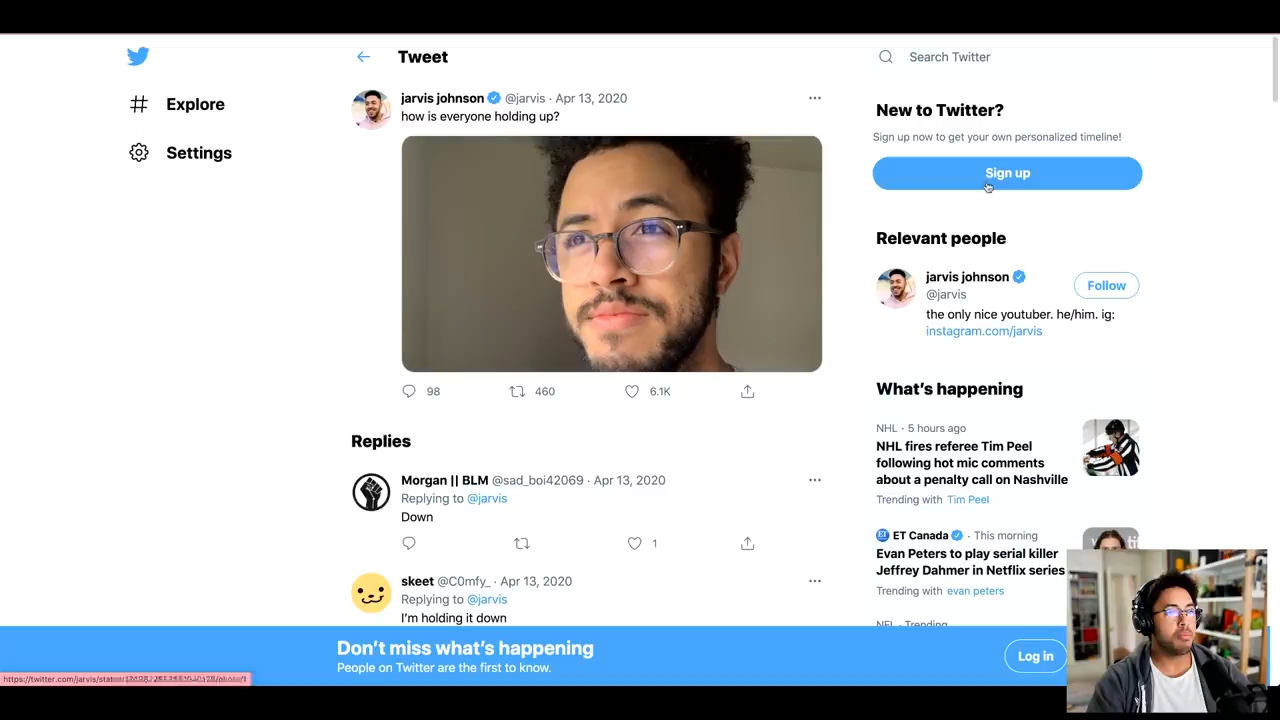 Tweet
Search Twitter
Explore
Settings
jarvis johnson @jarvis · Apr 13, 2020
how is everyone holding up?
98 460 6.1K
Replies
Morgan || BLM @sad_boi42069 · Apr 13, 2020
Replying to @jarvis
Down
1
skeet @C0mfy_ · Apr 13, 2020
Replying to @jarvis
I'm holding it down
New to Twitter?
Sign up now to get your own personalized timeline!
Sign up
Relevant people
jarvis johnson
@jarvis
Follow
the only nice youtuber. he/him. ig:
instagram.com/jarvis
What's happening
NHL · 5 hours ago
NHL fires referee Tim Peel
following hot mic comments
about a penalty call on Nashville
Trending with Tim Peel
ET Canada · This morning
Evan Peters to play serial killer
Jeffrey Dahmer in Netflix series
Trending with evan peters
NFL · Trending
Don't miss what's happening
People on Twitter are the first to know.
Log in